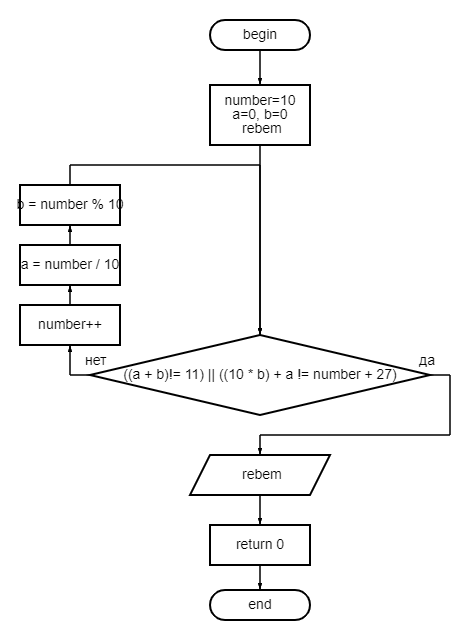 begin
number=10
a=0, b=0
rebem
b = number % 10
a = number / 10
number++
нет
да
((a + b)!= 11) || ((10 * b) + a != number + 27)
rebem
return 0
end